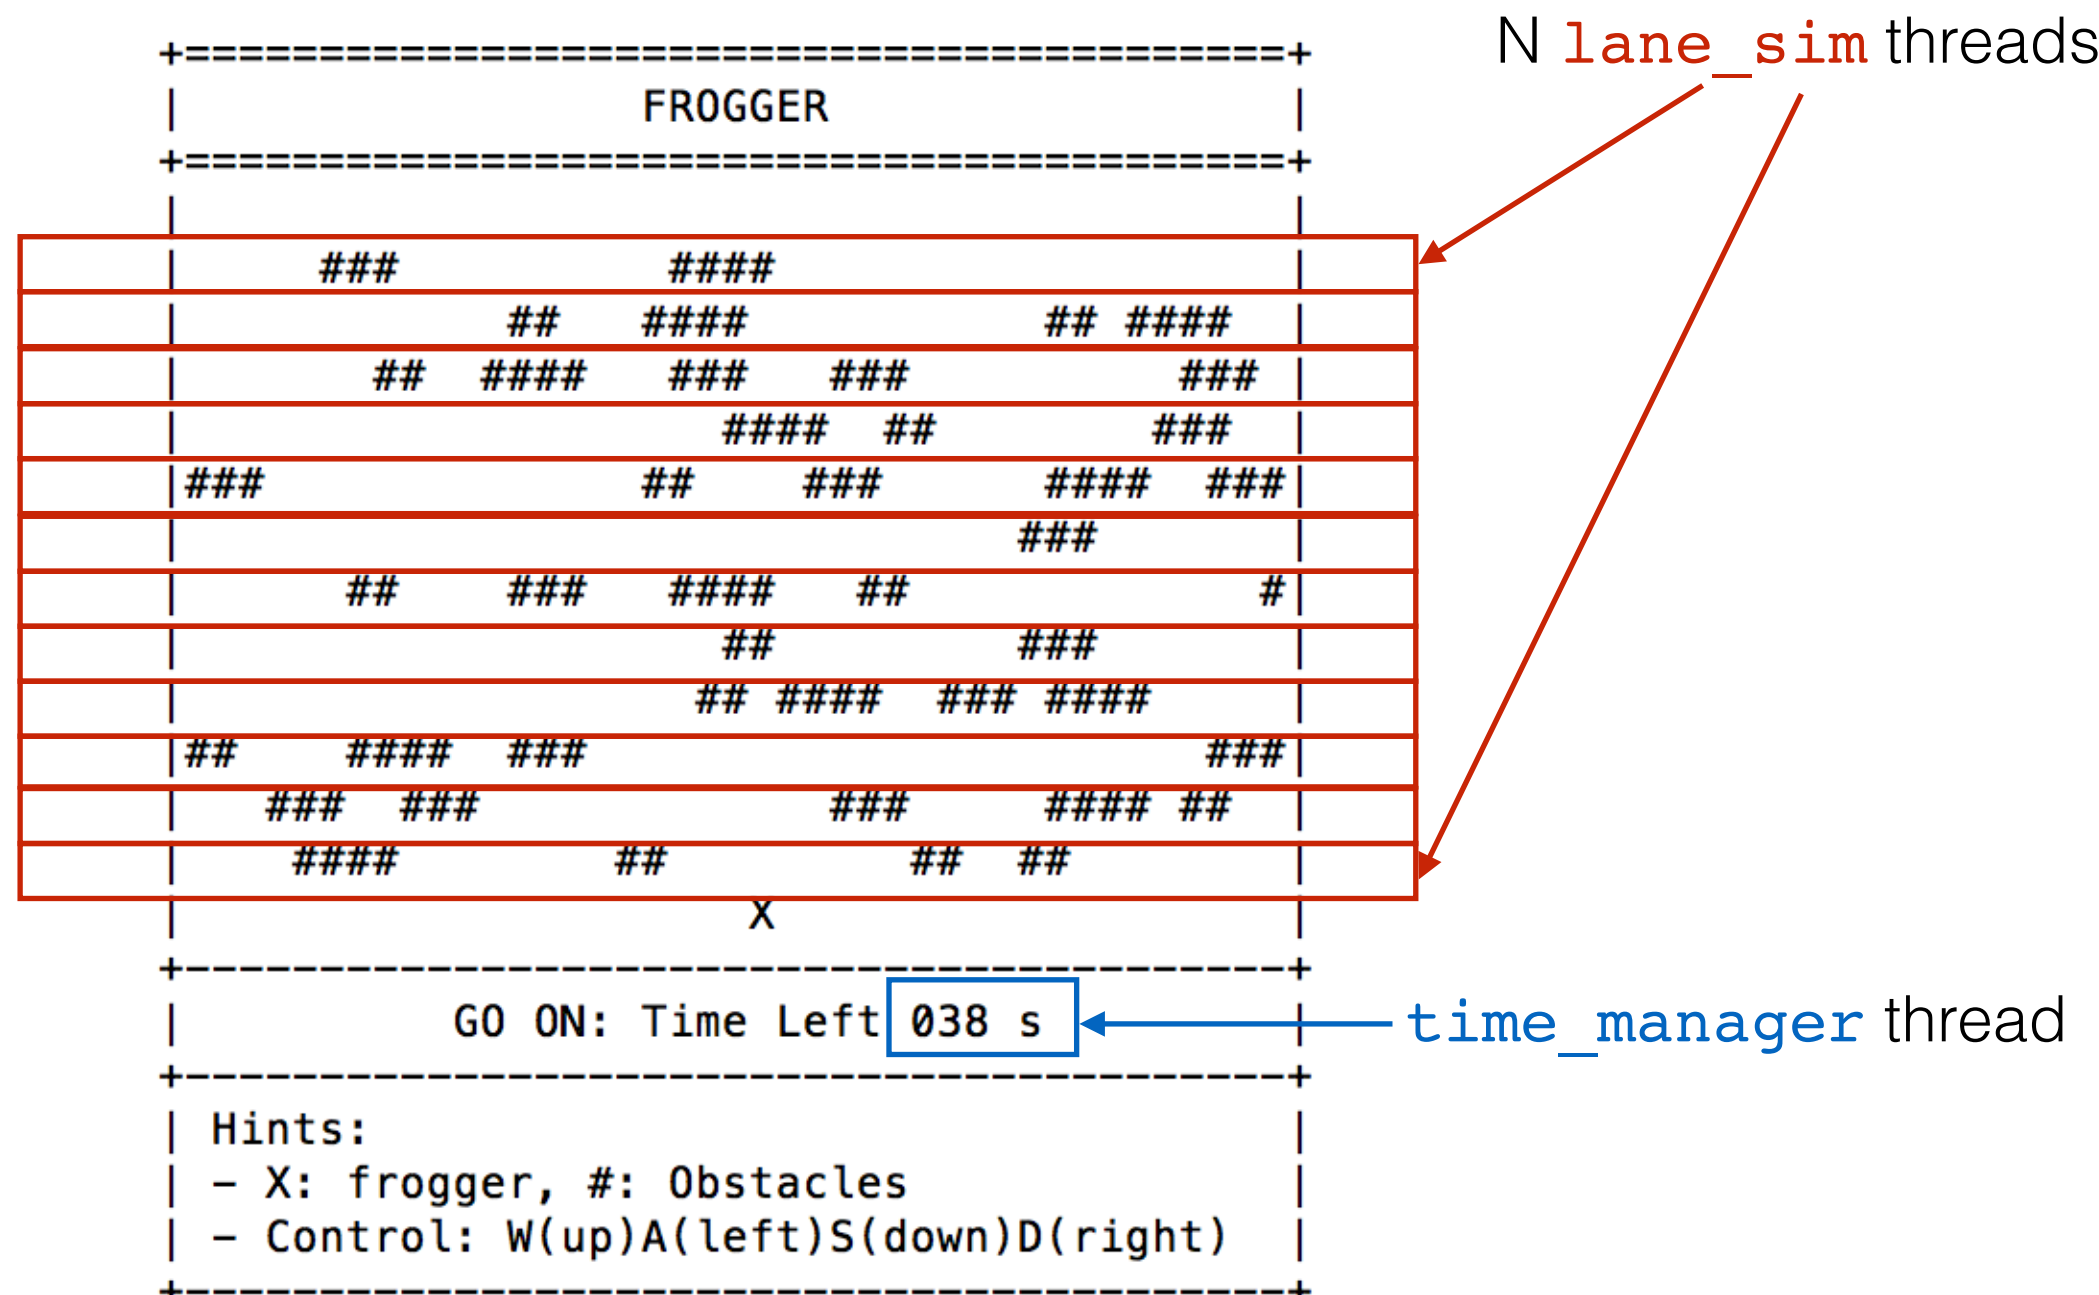 N lane_sim threads
+=========================================+
| FROGGER |
+=========================================+
| |
| ### #### |
| ## #### ## #### |
| ## #### ### ### ### |
| #### ## ### |
|### ## ### #### ###|
| ### |
| ## ### #### ## #|
| ## ### |
| ## #### ### #### |
|## #### ### ###|
| ### ### ### #### ## |
| #### ## ## ## |
| X |
+-----------------------------------------+
| GO ON: Time Left 038 s |
time_manager thread
+-----------------------------------------+
| Hints: |
| - X: frogger, #: Obstacles |
| - Control: W(up)A(left)S(down)D(right) |
+-----------------------------------------+